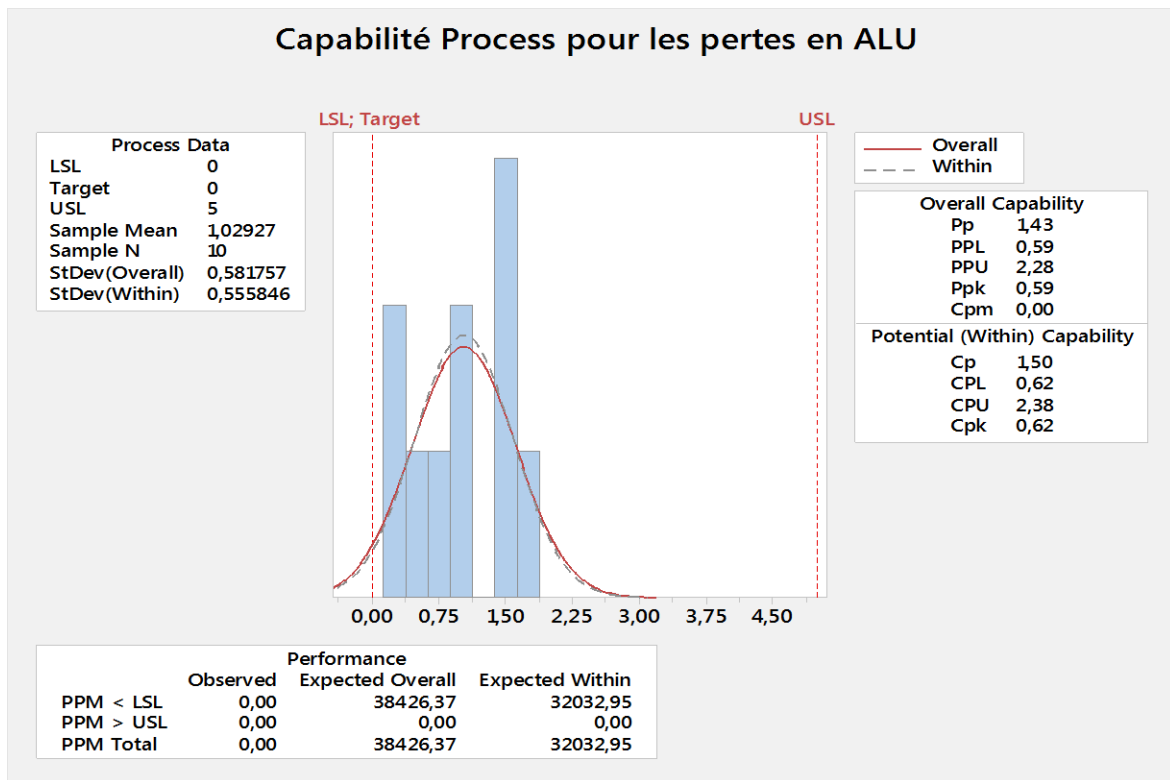 Capabilité Process pour les pertes en ALU
LSL; Target
USL
Process Data
LSL 0
Target 0
USL 5
Sample Mean 1,02927
Sample N 10
StDev(Overall) 0,581757
StDev(Within) 0,555846
Overall
Within
Overall Capability
Pp 1,43
PPL 0,59
PPU 2,28
Ppk 0,59
Cpm 0,00
Potential (Within) Capability
Cp 1,50
CPL 0,62
CPU 2,38
Cpk 0,62
0,00 0,75 1,50 2,25 3,00 3,75 4,50
Performance
Observed Expected Overall Expected Within
PPM < LSL 0,00 38426,37 32032,95
PPM > USL 0,00 0,00 0,00
PPM Total 0,00 38426,37 32032,95